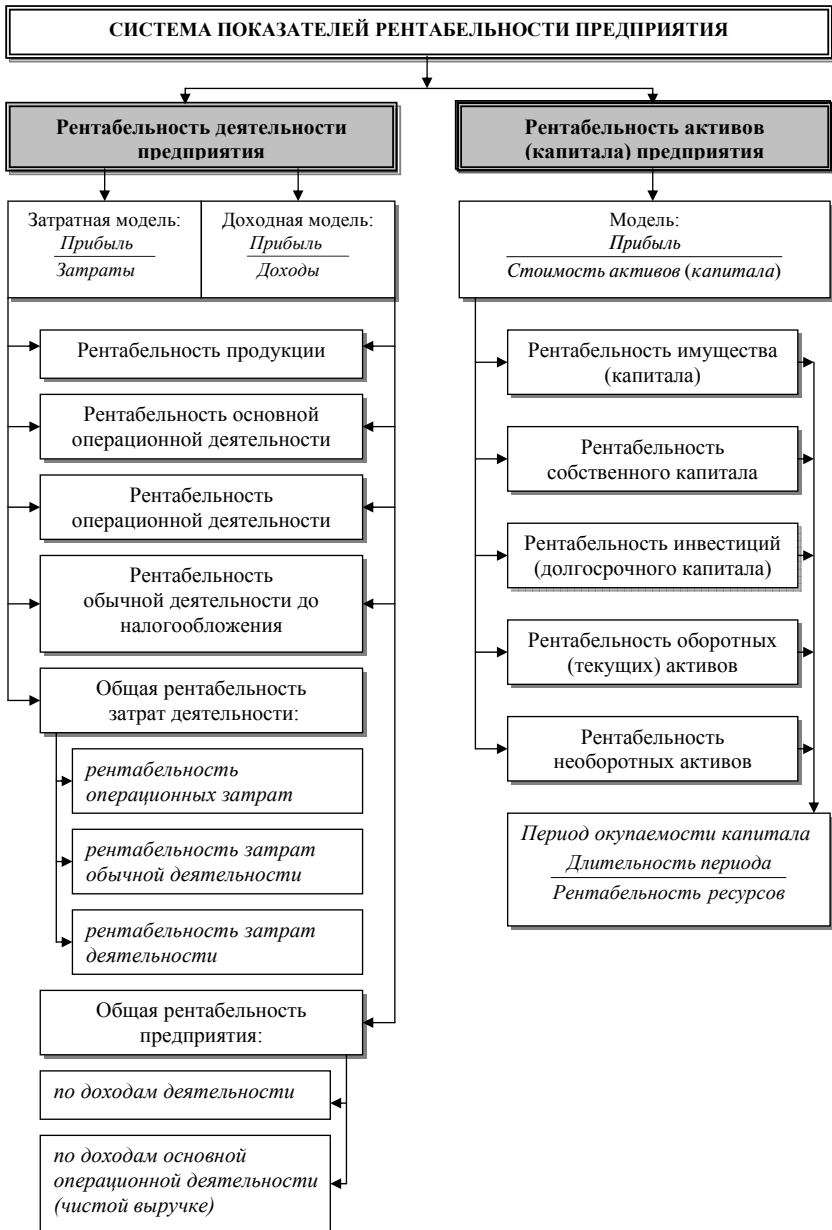 СИСТЕМА ПОКАЗАТЕЛЕЙ РЕНТАБЕЛЬНОСТИ ПРЕДПРИЯТИЯ
Рентабельность деятельности
предприятия
Рентабельность активов
(капитала) предприятия
Затратная модель:
Прибыль
Затраты
Доходная модель:
Прибыль
Доходы
Модель:
Прибыль
Стоимость активов (капитала)
Рентабельность продукции
Рентабельность основной
операционной деятельности
Рентабельность
операционной деятельности
Рентабельность
обычной деятельности до
налогообложения
Общая рентабельность
затрат деятельности:
рентабельность
операционных затрат
рентабельность затрат
обычной деятельности
рентабельность затрат
деятельности
Общая рентабельность
предприятия:
по доходам деятельности
по доходам основной
операционной деятельности
(чистой выручке)
Рентабельность имущества
(капитала)
Рентабельность
собственного капитала
Рентабельность инвестиций
(долгосрочного капитала)
Рентабельность оборотных
(текущих) активов
Рентабельность
необоротных активов
Период окупаемости капитала
Длительность периода
Рентабельность ресурсов